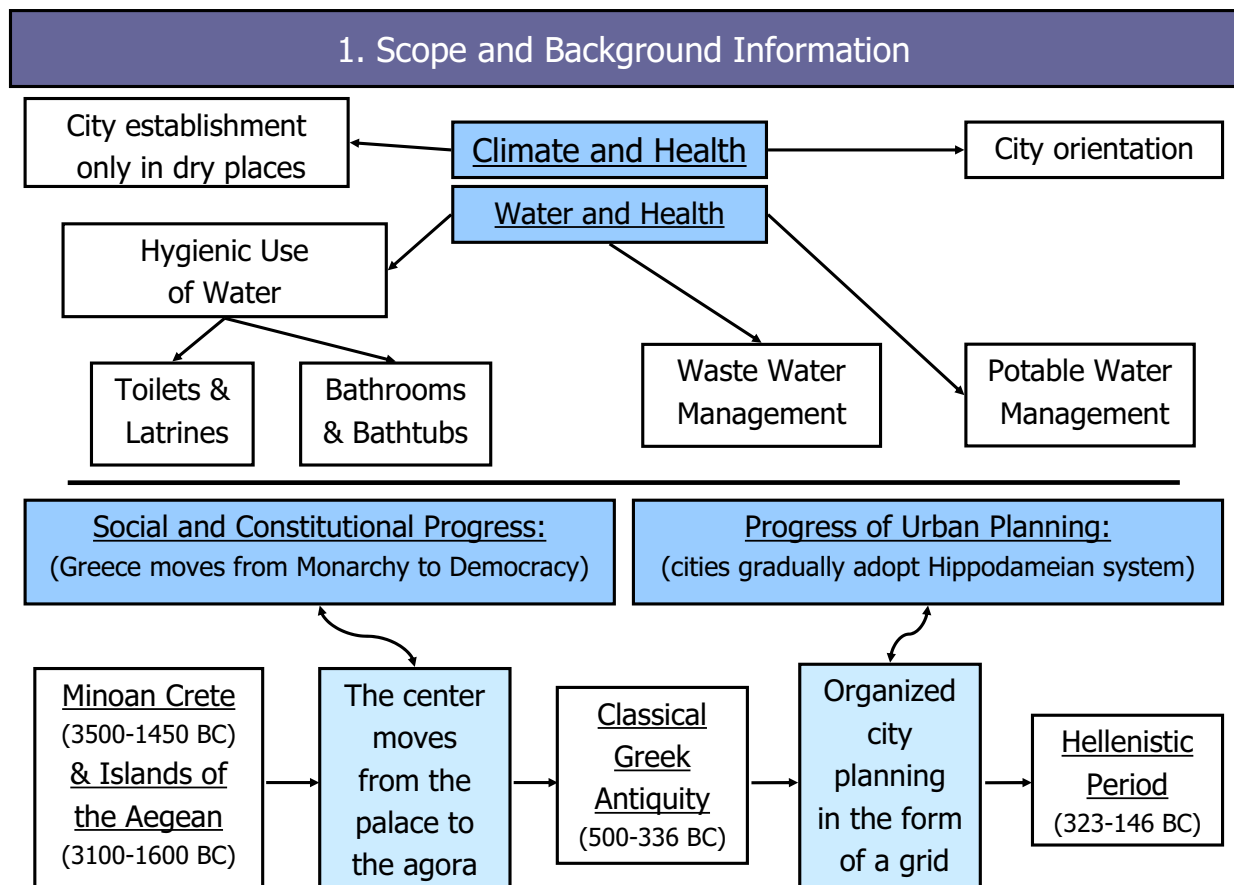 1. Scope and Background Information
City establishment
only in dry places
Climate and Health
City orientation
Water and Health
Hygienic Use
of Water
Toilets &
Latrines
Bathrooms
& Bathtubs
Waste Water
Management
Potable Water
Management
Social and Constitutional Progress:
(Greece moves from Monarchy to Democracy)
Progress of Urban Planning:
(cities gradually adopt Hippodameian system)
Minoan Crete
(3500-1450 BC)
& Islands of
the Aegean
(3100-1600 BC)
The center
moves
from the
palace to
the agora
Classical
Greek
Antiquity
(500-336 BC)
Organized
city
planning
in the form
of a grid
Hellenistic
Period
(323-146 BC)